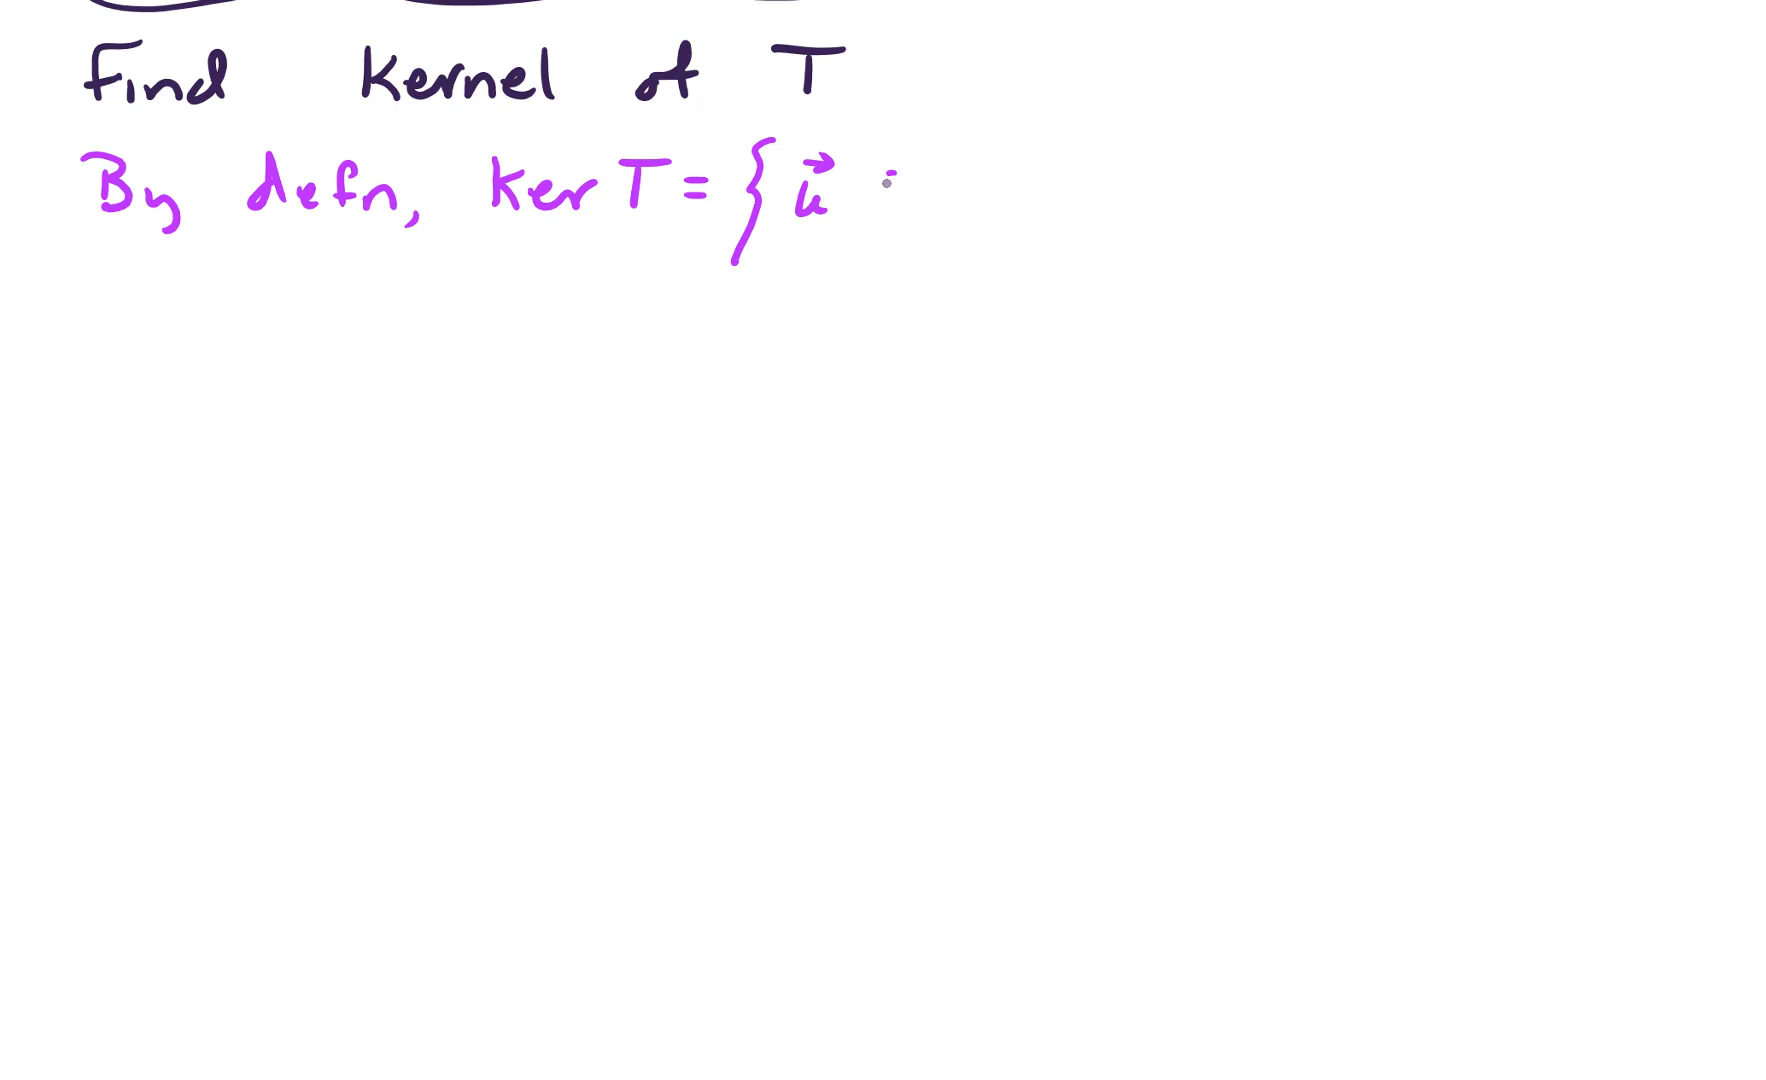 Find Kernel of T
By defn, Ker T = { u⃗ :